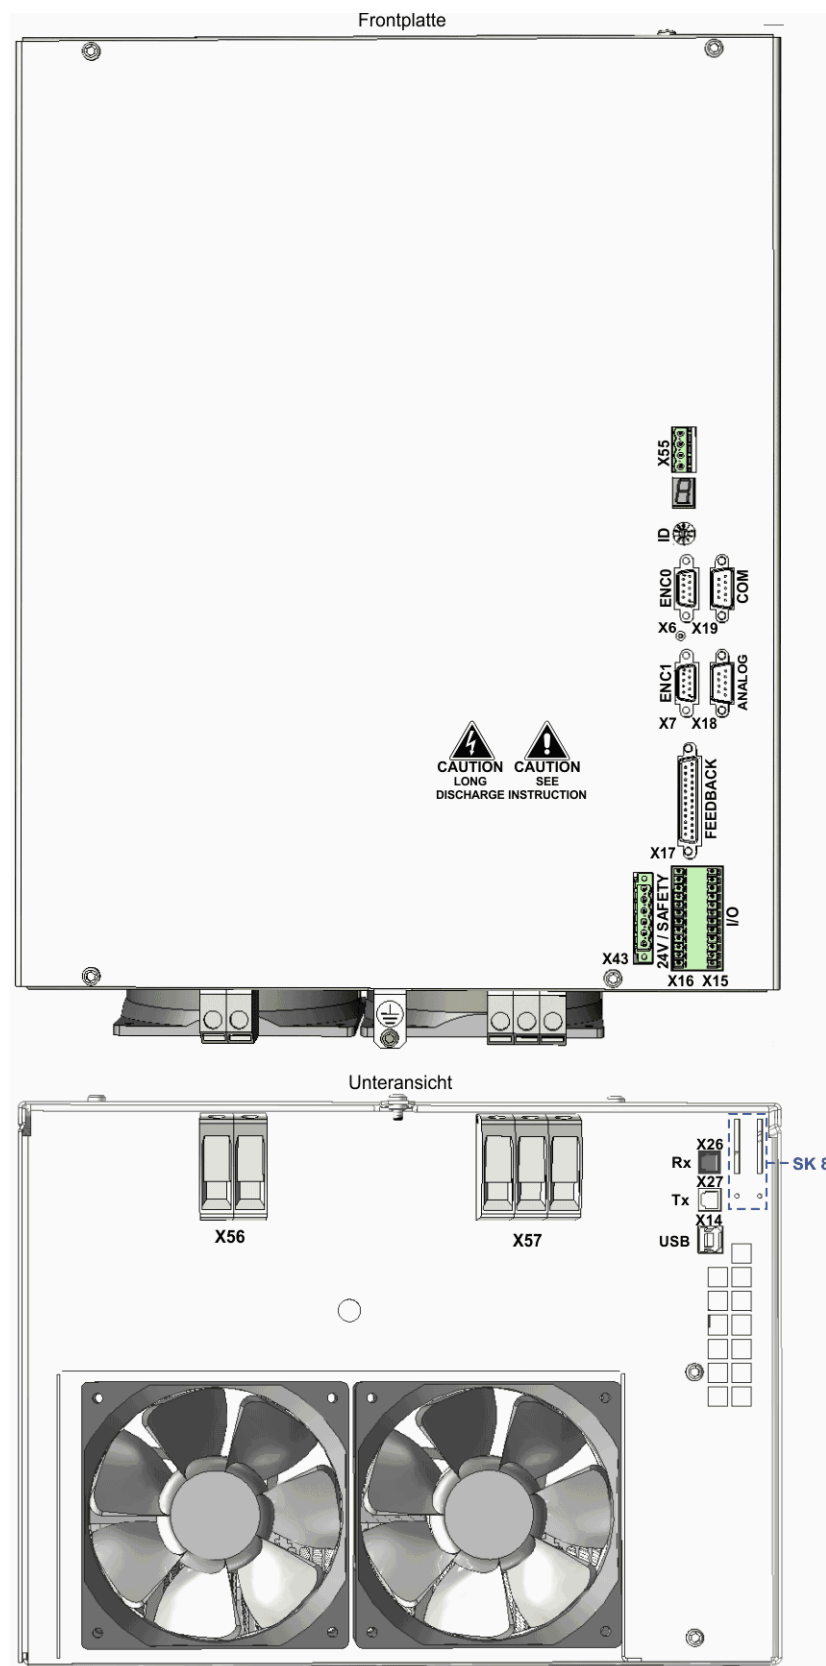 Frontplatte
X55
ID
ENC0
COM
X6
X19
ENC1
ANALOG
X7
X18
CAUTION
LONG
DISCHARGE
CAUTION
SEE
INSTRUCTION
FEEDBACK
X17
24V / SAFETY
I/O
X43
X16
X15
Unteransicht
X26
Rx
SK 8
X27
Tx
X14
USB
X56
X57